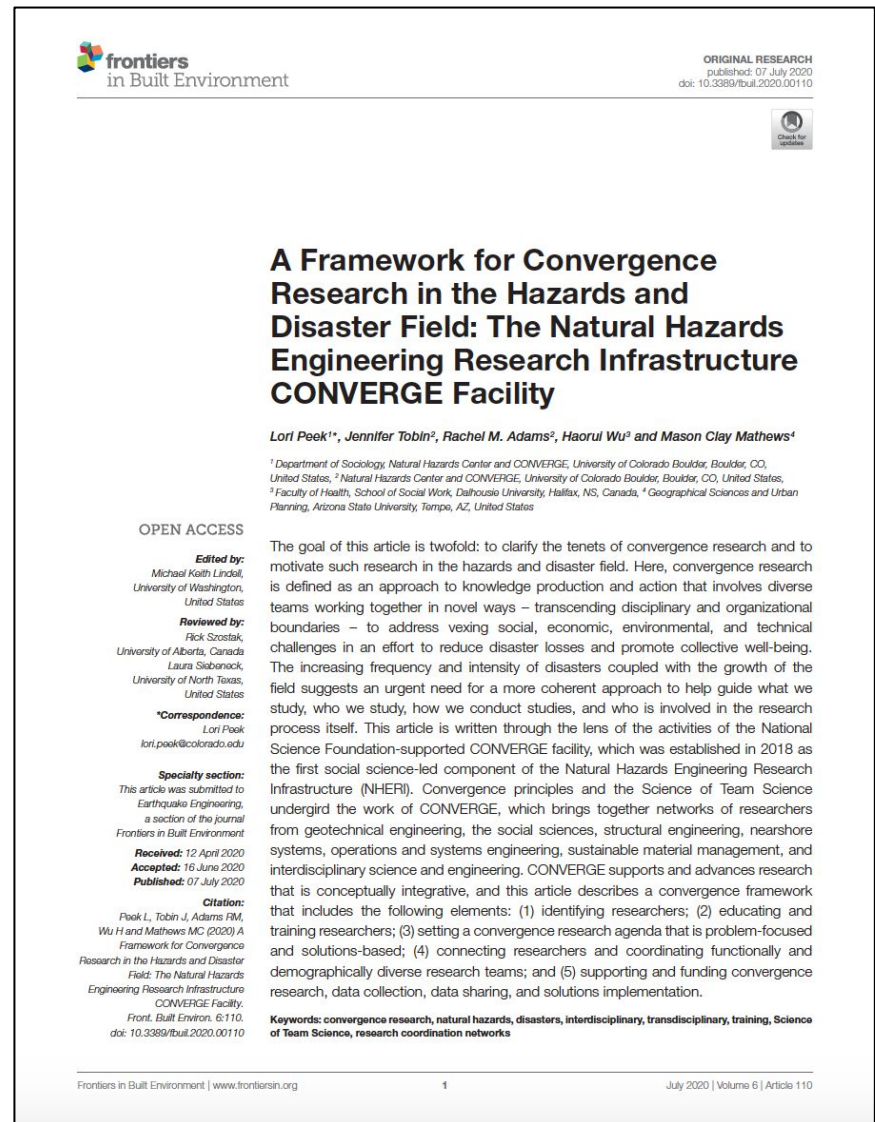 frontiers
in Built Environment
ORIGINAL RESEARCH
published: 07 July 2020
doi: 10.3389/fbuil.2020.00110
Check for
updates
A Framework for Convergence
Research in the Hazards and
Disaster Field: The Natural Hazards
Engineering Research Infrastructure
CONVERGE Facility
Lori Peek¹*, Jennifer Tobin², Rachel M. Adams², Haorui Wu³ and Mason Clay Mathews⁴
¹ Department of Sociology, Natural Hazards Center and CONVERGE, University of Colorado Boulder, Boulder, CO,
United States, ² Natural Hazards Center and CONVERGE, University of Colorado Boulder, Boulder, CO, United States,
³ Faculty of Health, School of Social Work, Dalhousie University, Halifax, NS, Canada, ⁴ Geographical Sciences and Urban
Planning, Arizona State University, Tempe, AZ, United States
OPEN ACCESS
Edited by:
Michael Keith Lindell,
University of Washington,
United States
Reviewed by:
Rick Szostak,
University of Alberta, Canada
Laura Siebeneck,
University of North Texas,
United States
*Correspondence:
Lori Peek
lori.peek@colorado.edu
Specialty section:
This article was submitted to
Earthquake Engineering,
a section of the journal
Frontiers in Built Environment
Received: 12 April 2020
Accepted: 16 June 2020
Published: 07 July 2020
Citation:
Peek L, Tobin J, Adams RM,
Wu H and Mathews MC (2020) A
Framework for Convergence
Research in the Hazards and Disaster
Field: The Natural Hazards
Engineering Research Infrastructure
CONVERGE Facility.
Front. Built Environ. 6:110.
doi: 10.3389/fbuil.2020.00110
The goal of this article is twofold: to clarify the tenets of convergence research and to
motivate such research in the hazards and disaster field. Here, convergence research
is defined as an approach to knowledge production and action that involves diverse
teams working together in novel ways – transcending disciplinary and organizational
boundaries – to address vexing social, economic, environmental, and technical
challenges in an effort to reduce disaster losses and promote collective well-being.
The increasing frequency and intensity of disasters coupled with the growth of the
field suggests an urgent need for a more coherent approach to help guide what we
study, who we study, how we conduct studies, and who is involved in the research
process itself. This article is written through the lens of the activities of the National
Science Foundation-supported CONVERGE facility, which was established in 2018 as
the first social science-led component of the Natural Hazards Engineering Research
Infrastructure (NHERI). Convergence principles and the Science of Team Science
undergird the work of CONVERGE, which brings together networks of researchers
from geotechnical engineering, the social sciences, structural engineering, nearshore
systems, operations and systems engineering, sustainable material management, and
interdisciplinary science and engineering. CONVERGE supports and advances research
that is conceptually integrative, and this article describes a convergence framework
that includes the following elements: (1) identifying researchers; (2) educating and
training researchers; (3) setting a convergence research agenda that is problem-focused
and solutions-based; (4) connecting researchers and coordinating functionally and
demographically diverse research teams; and (5) supporting and funding convergence
research, data collection, data sharing, and solutions implementation.
Keywords: convergence research, natural hazards, disasters, interdisciplinary, transdisciplinary, training, Science
of Team Science, research coordination networks
Frontiers in Built Environment | www.frontiersin.org
1
July 2020 | Volume 6 | Article 110